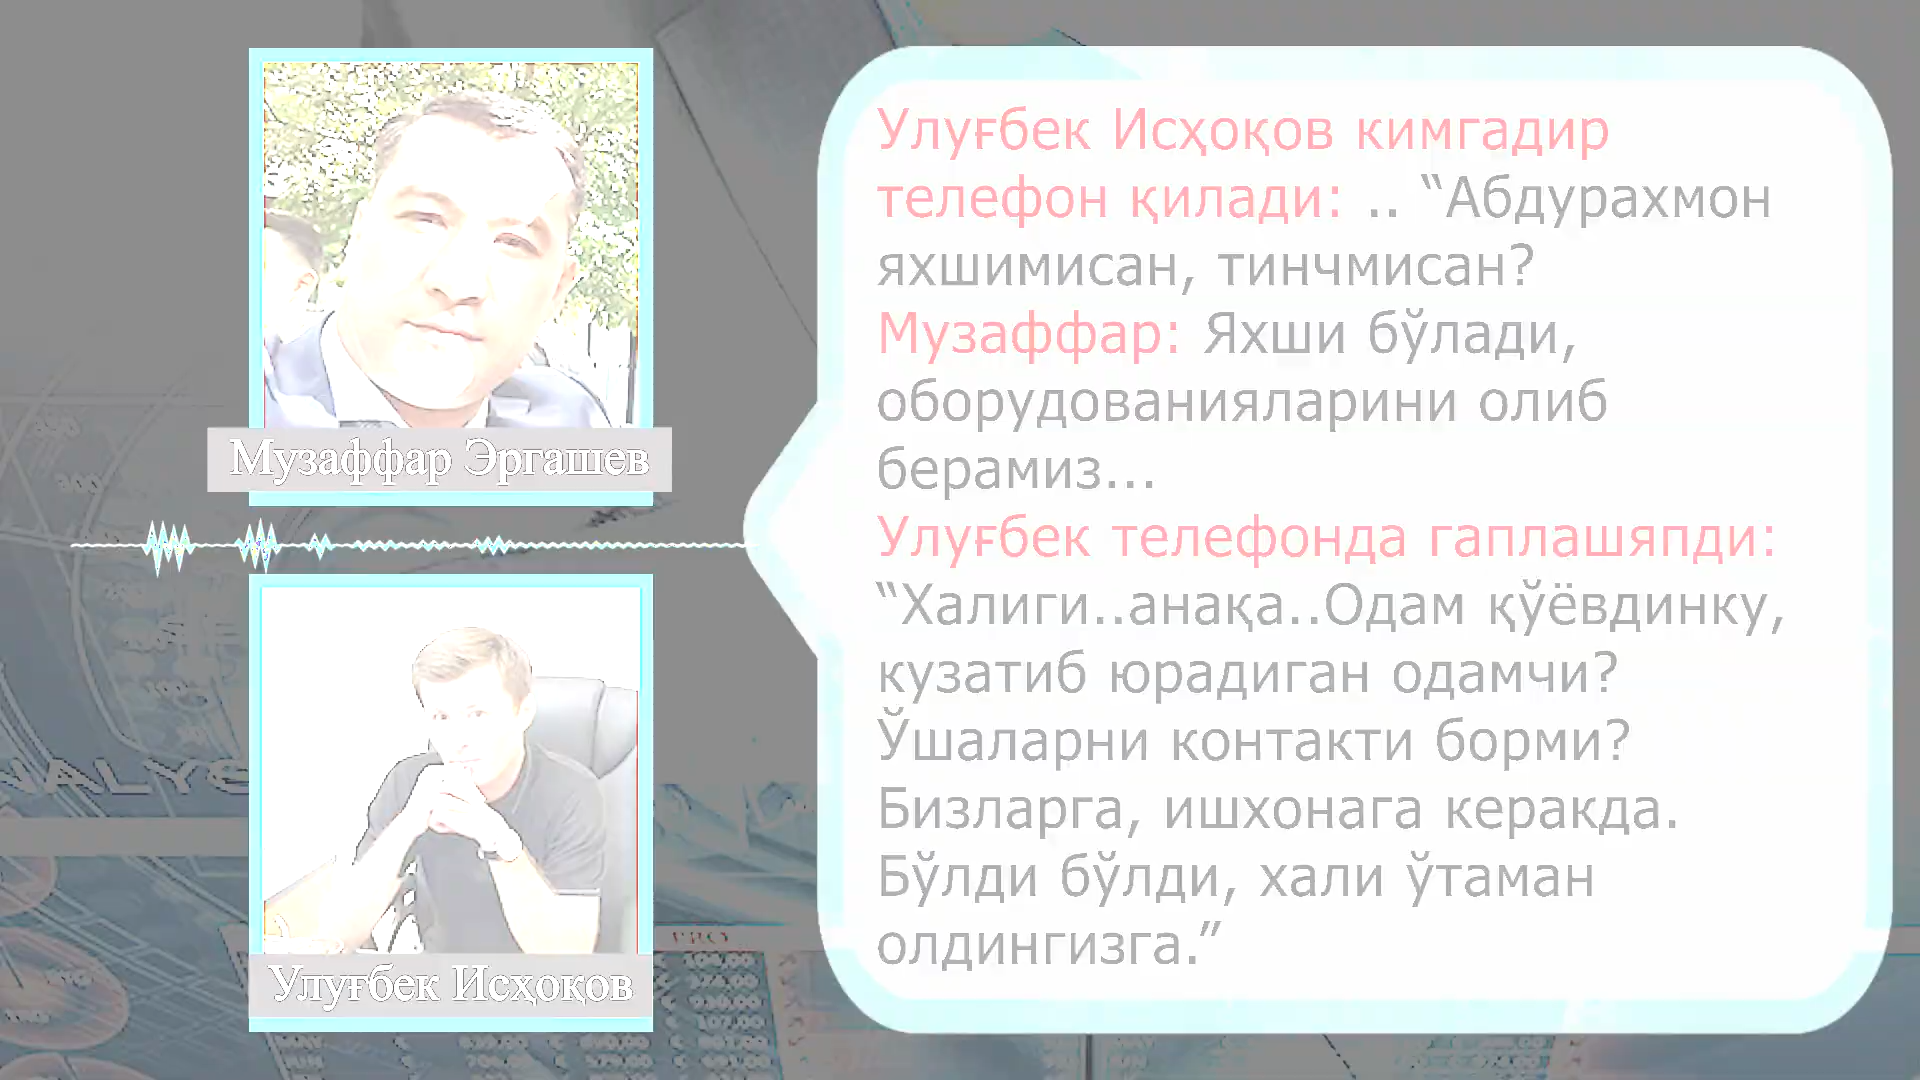 Улуғбек Исҳоқов кимгадир
телефон қилади: .. “Абдурахмон
яхшимисан, тинчмисан?
Музаффар: Яхши бўлади,
оборудованияларини олиб
берамиз...
Улуғбек телефонда гаплашяпди:
“Халиги..анақа..Одам қўёвдинку,
кузатиб юрадиган одамчи?
Ўшаларни контакти борми?
Бизларга, ишхонага керакда.
Бўлди бўлди, хали ўтаман
олдингизга.”
Музаффар Эргашев
Улуғбек Исҳоқов